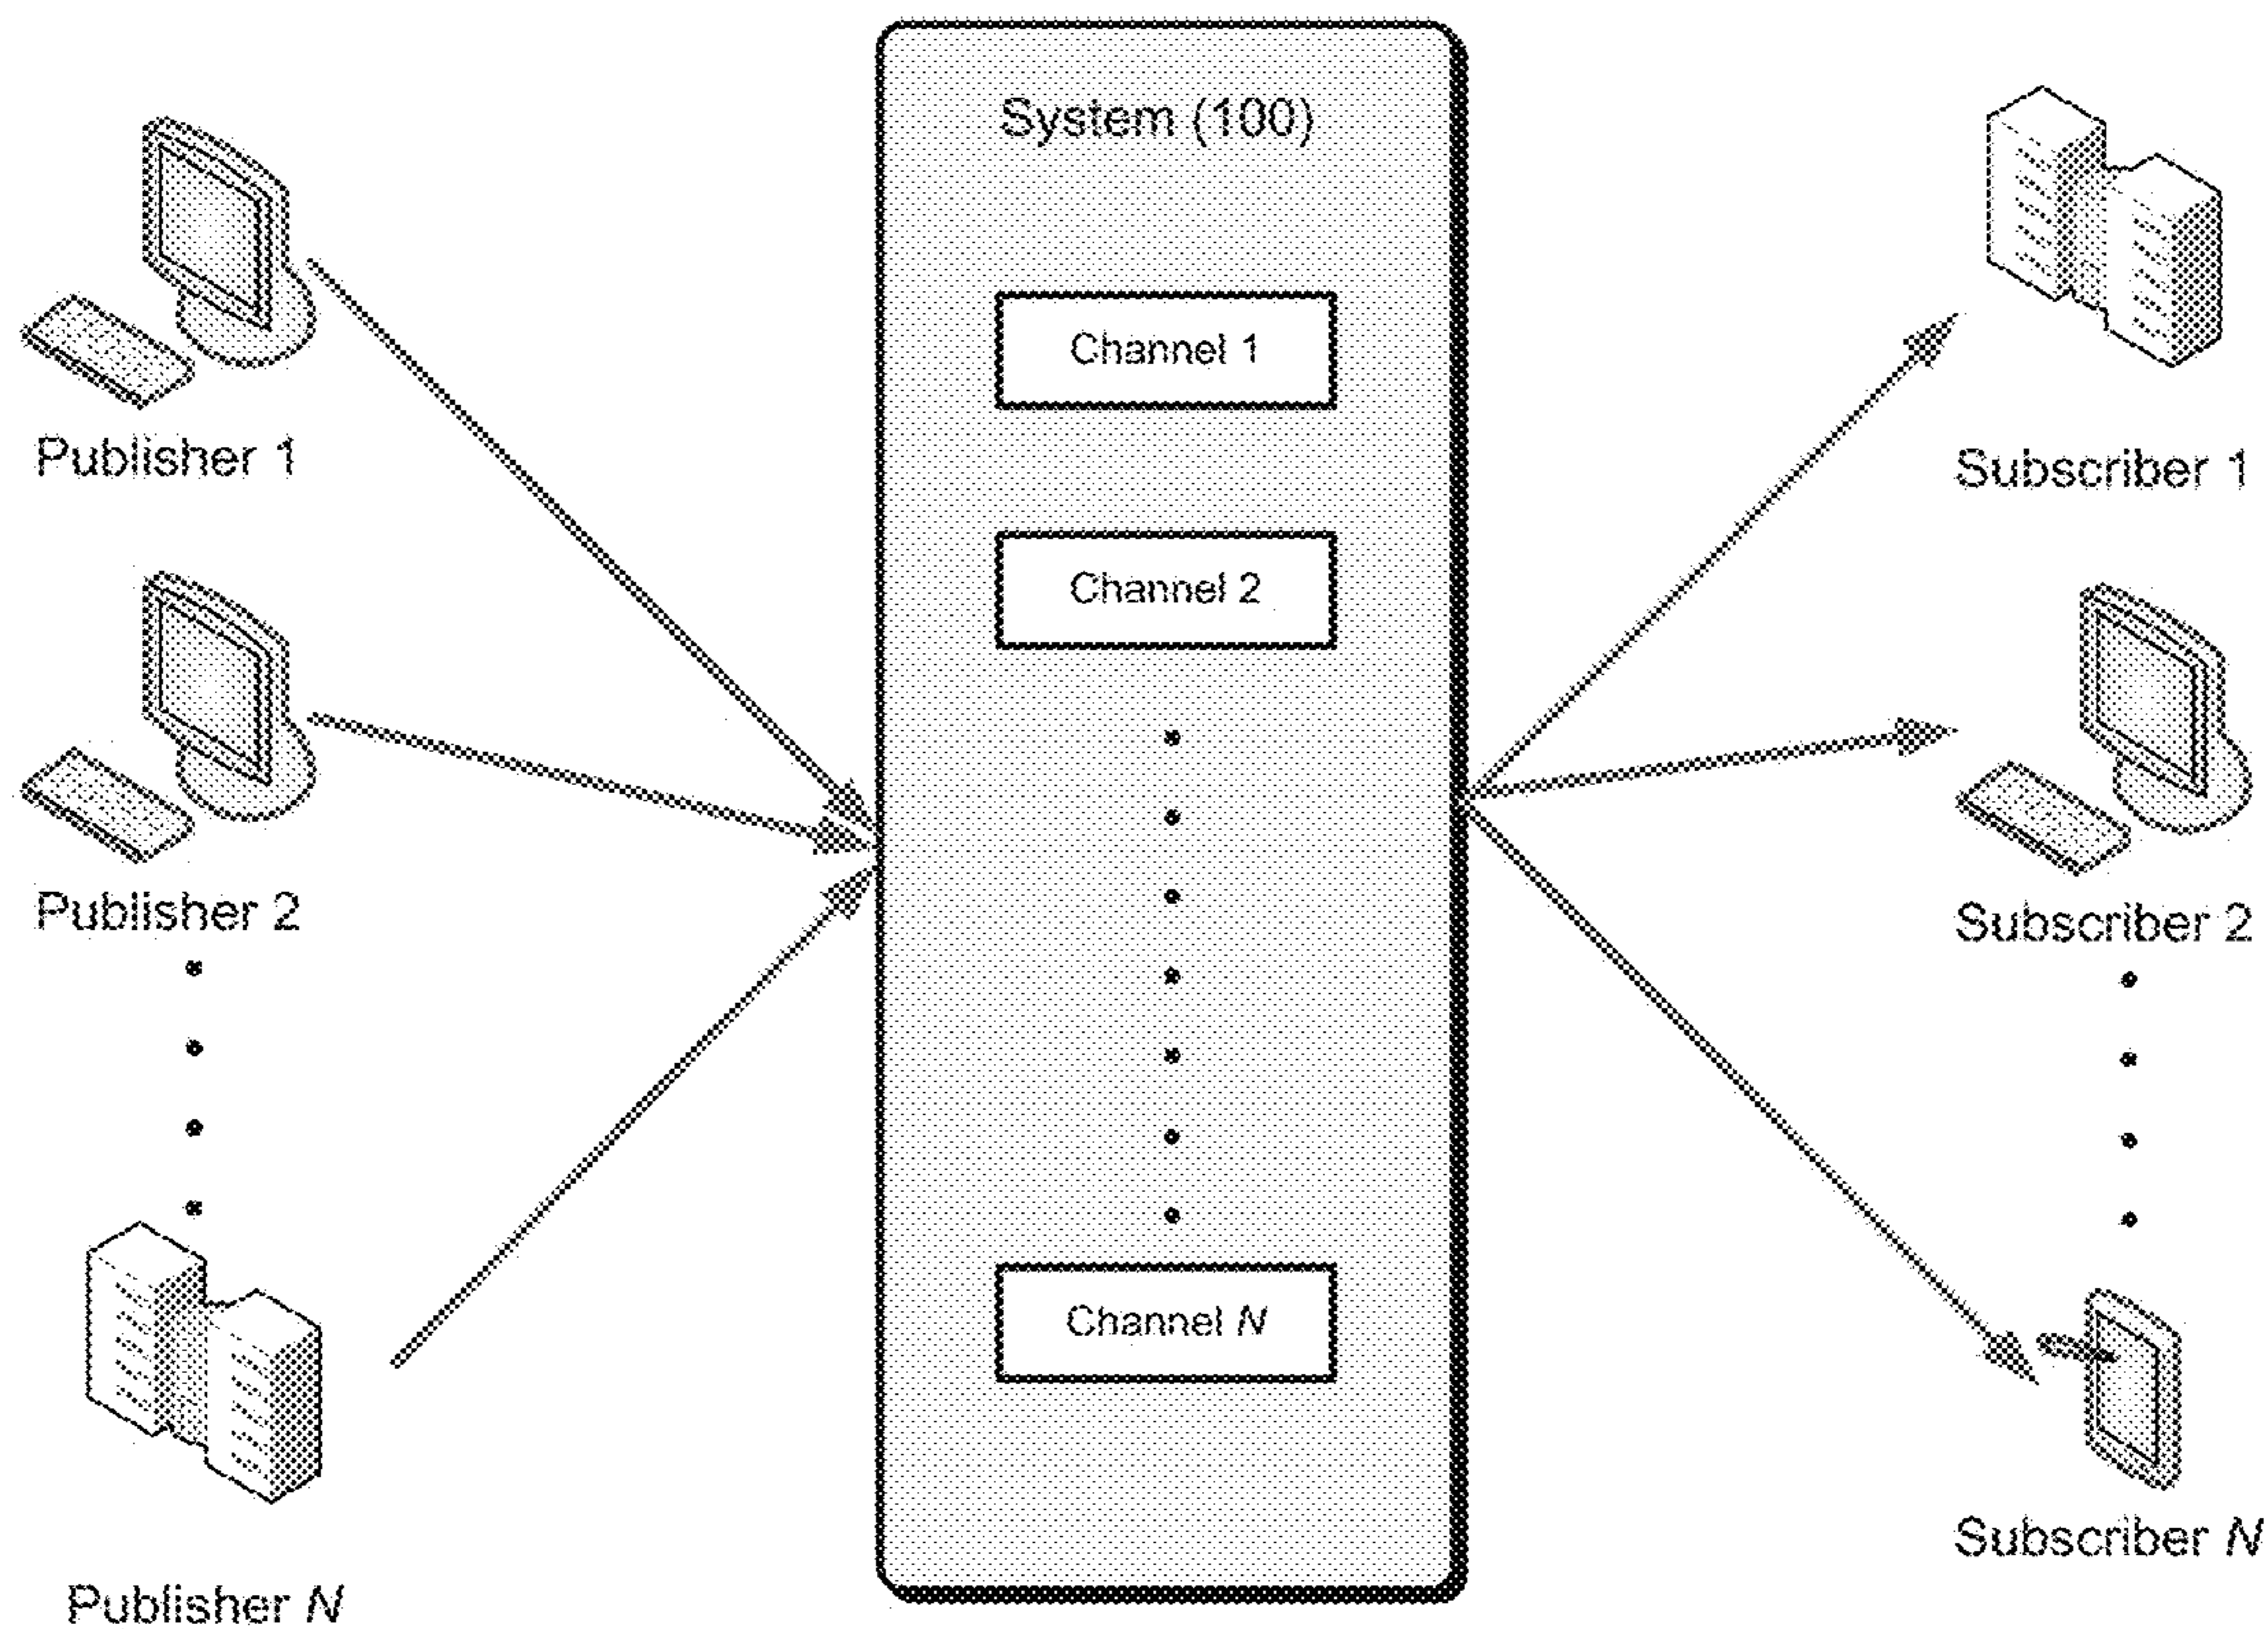 System (100)
Publisher 1
Channel 1
Subscriber 1
Publisher 2
Channel 2
Subscriber 2
Publisher N
Channel N
Subscriber N